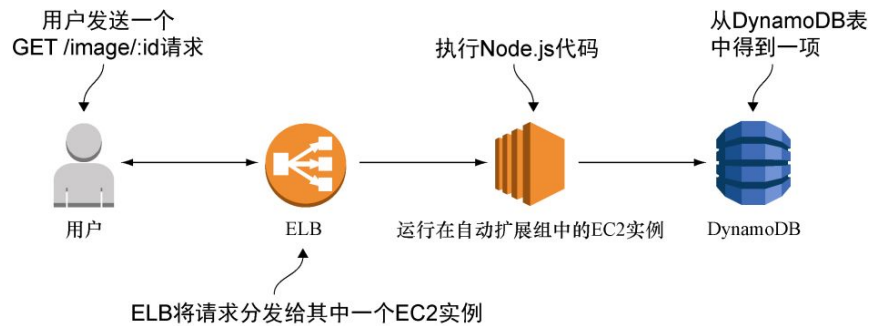 用户发送一个
GET /image/:id请求
执行Node.js代码
从DynamoDB表
中得到一项
用户
ELB
运行在自动扩展组中的EC2实例
DynamoDB
ELB将请求分发给其中一个EC2实例